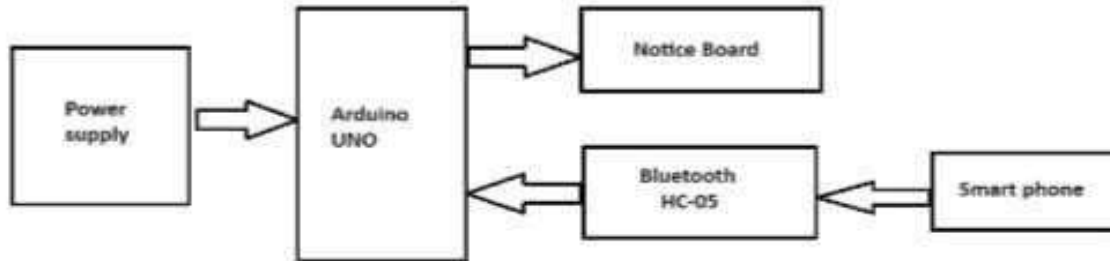 Power
supply
Arduino
UNO
Notice Board
Bluetooth
HC-05
Smart phone